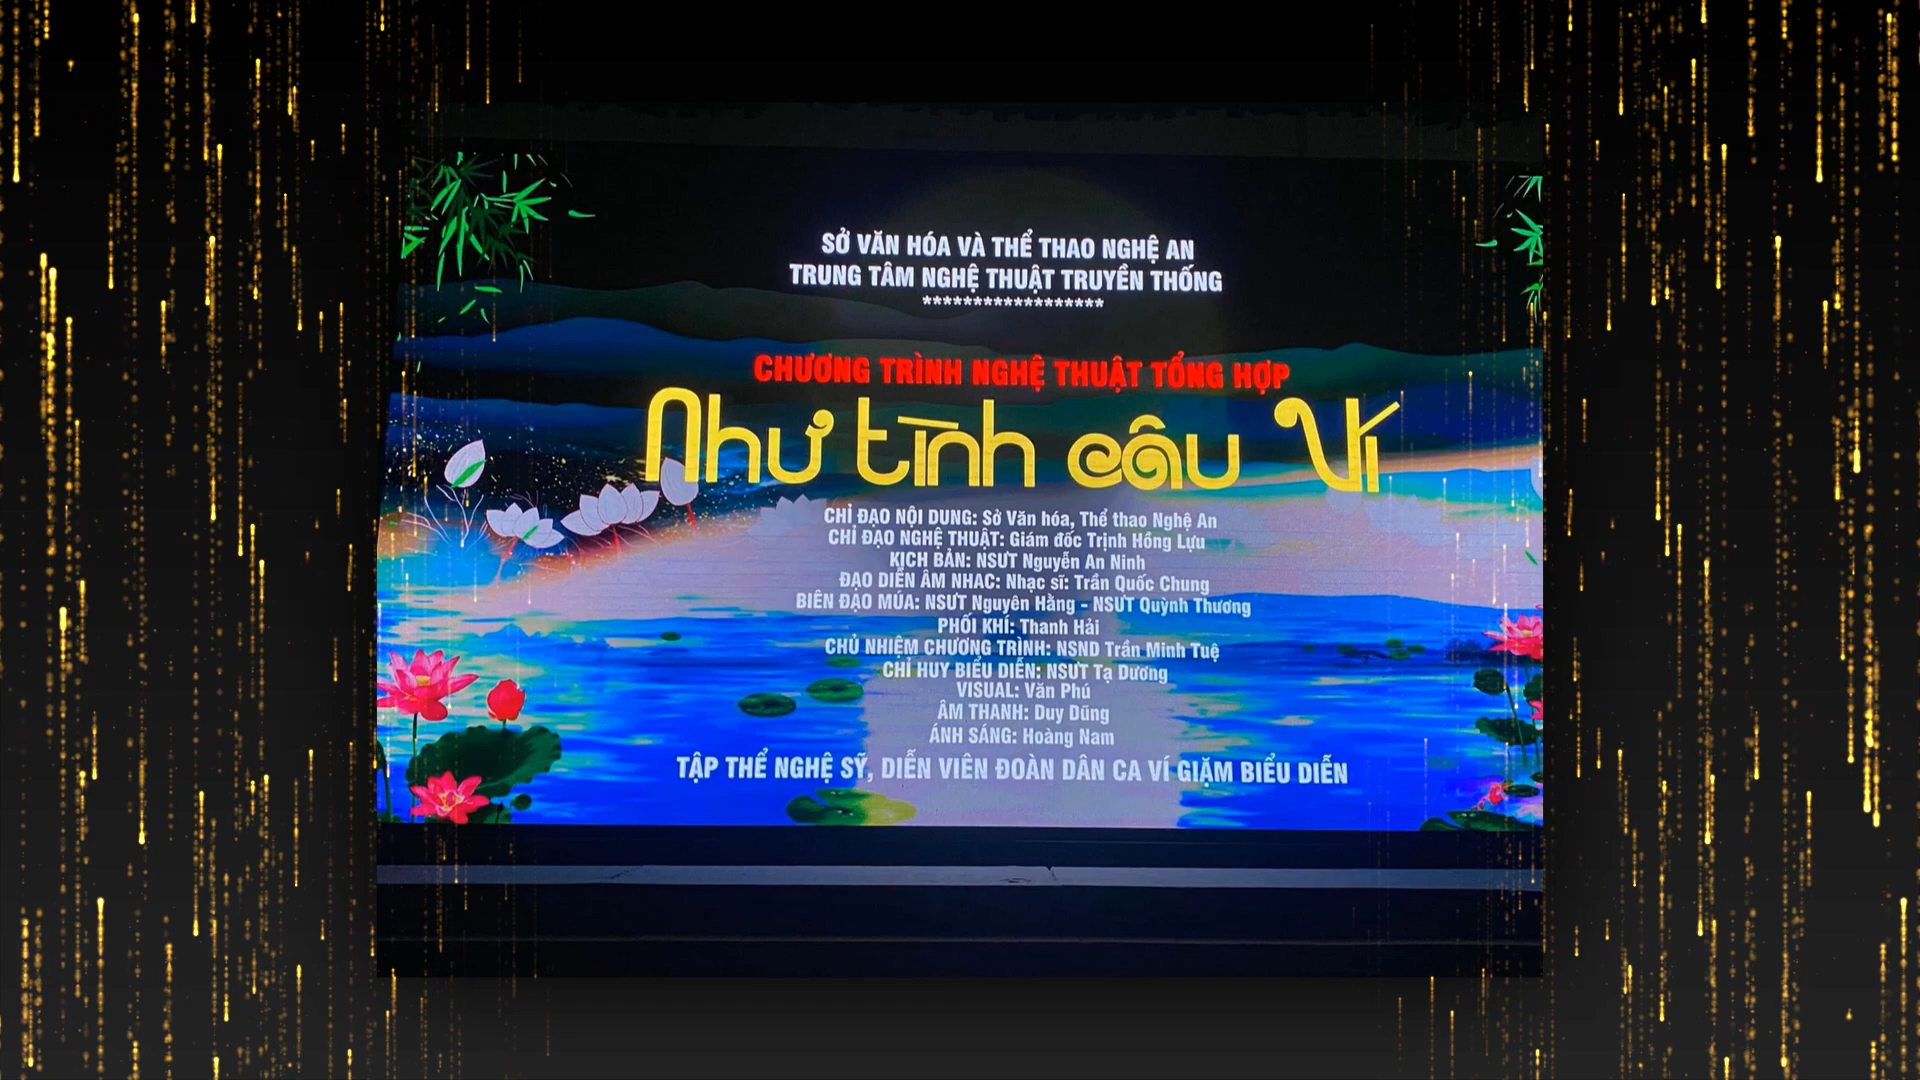 SỞ VĂN HÓA VÀ THỂ THAO NGHỆ AN
TRUNG TÂM NGHỆ THUẬT TRUYỀN THỐNG
******************
CHƯƠNG TRÌNH NGHỆ THUẬT TỔNG HỢP
Như tình câu Ví
CHỈ ĐẠO NỘI DUNG: Sở Văn hóa, Thể thao Nghệ An
CHỈ ĐẠO NGHỆ THUẬT: Giám đốc Trịnh Hồng Lựu
KỊCH BẢN: NSƯT Nguyễn An Ninh
ĐẠO DIỄN ÂM NHẠC: Nhạc sĩ: Trần Quốc Chung
BIÊN ĐẠO MÚA: NSƯT Nguyên Hằng - NSƯT Quỳnh Thương
PHỐI KHÍ: Thanh Hải
CHỦ NHIỆM CHƯƠNG TRÌNH: NSND Trần Minh Tuệ
CHỈ HUY BIỂU DIỄN: NSƯT Tạ Dương
VISUAL: Văn Phú
ÂM THANH: Duy Dũng
ÁNH SÁNG: Hoàng Nam
TẬP THỂ NGHỆ SỸ, DIỄN VIÊN ĐOÀN DÂN CA VÍ GIẶM BIỂU DIỄN